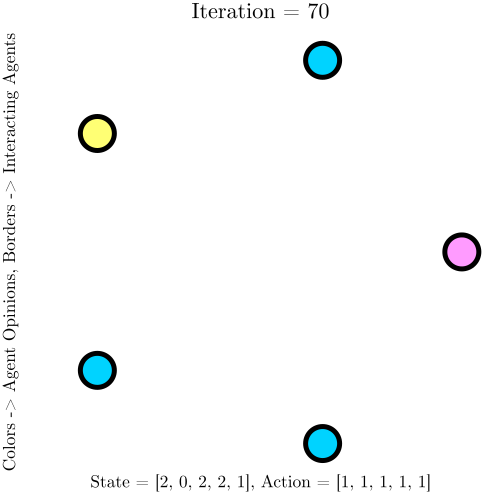 Iteration = 70
Colors -> Agent Opinions, Borders -> Interacting Agents
State = [2, 0, 2, 2, 1], Action = [1, 1, 1, 1, 1]